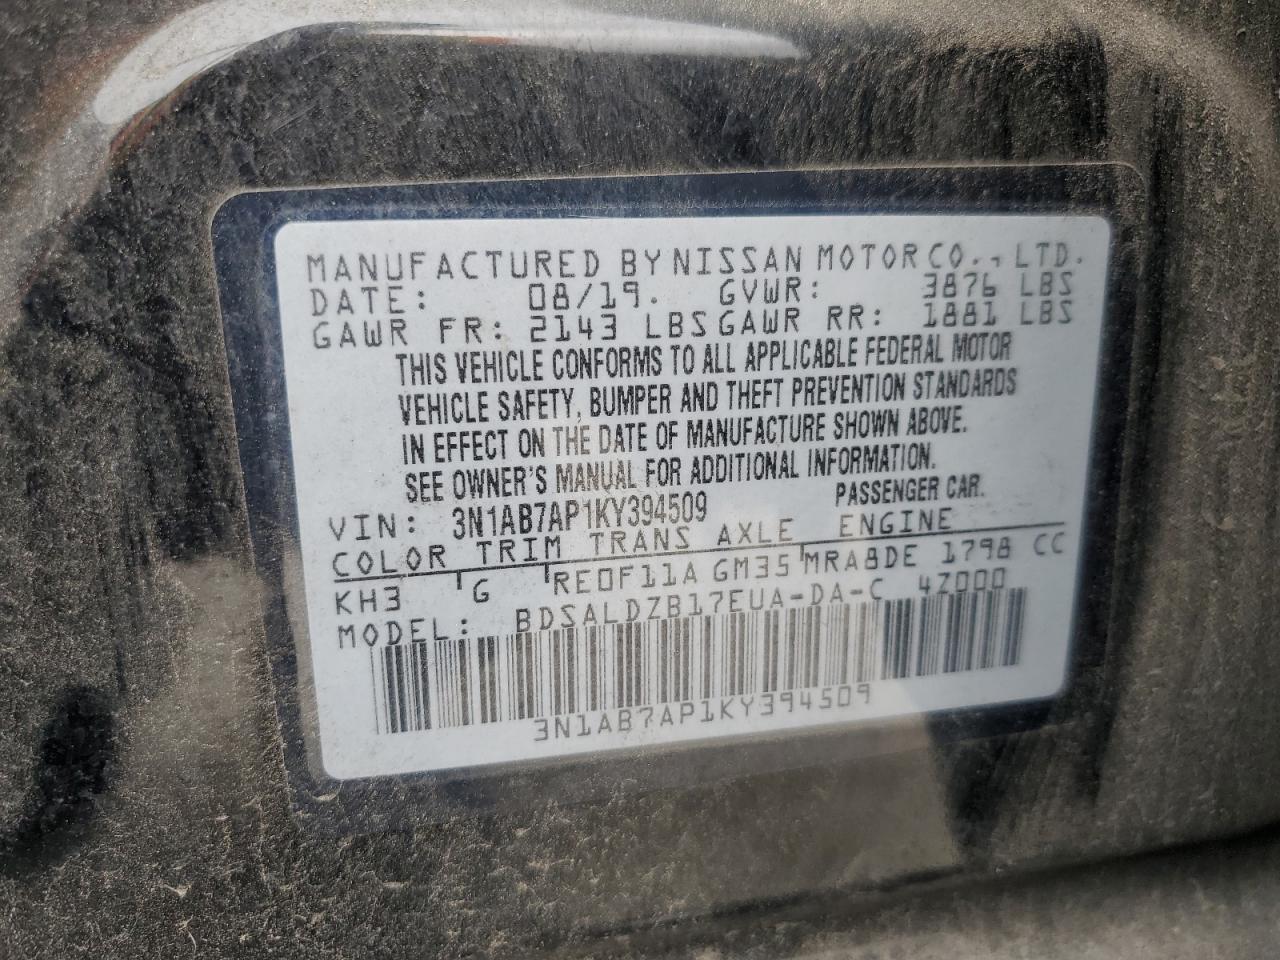 MANUFACTURED BY NISSAN MOTOR CO., LTD.
DATE: 08/19. GVWR: 3876 LBS
GAWR FR: 2143 LBS GAWR RR: 1881 LBS
THIS VEHICLE CONFORMS TO ALL APPLICABLE FEDERAL MOTOR
VEHICLE SAFETY, BUMPER AND THEFT PREVENTION STANDARDS
IN EFFECT ON THE DATE OF MANUFACTURE SHOWN ABOVE.
SEE OWNER'S MANUAL FOR ADDITIONAL INFORMATION.
VIN: 3N1AB7AP1KY394509 PASSENGER CAR.
COLOR TRIM TRANS AXLE ENGINE
KH3 G RE0F11A GM35 MRA8DE 1798 CC
MODEL: BDSALDZB17EUA-DA-C 4Z000
3N1AB7AP1KY394509